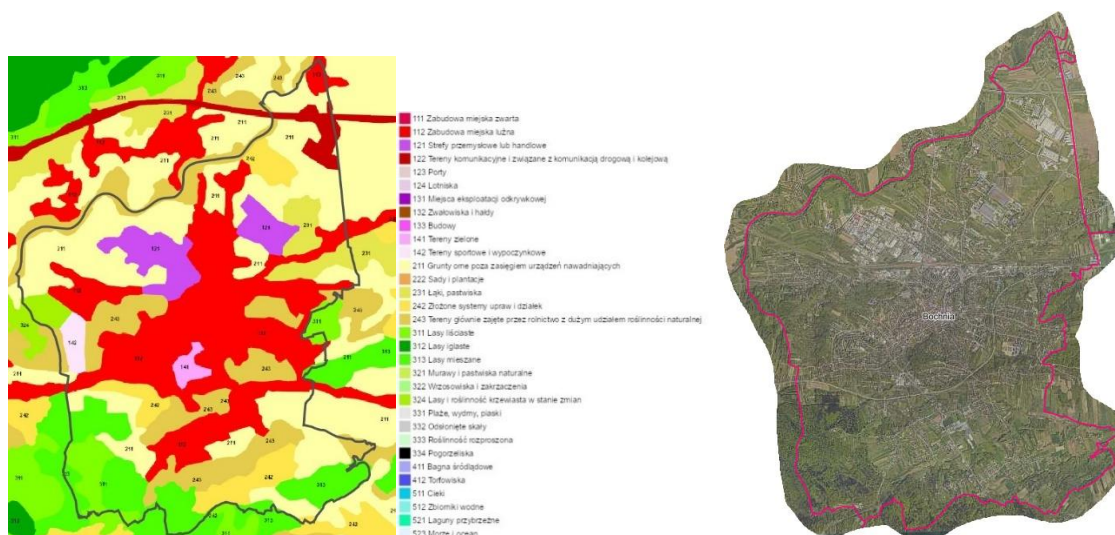 111 Zabudowa miejska zwarta
112 Zabudowa miejska luźna
121 Strefy przemysłowe lub handlowe
122 Tereny komunikacyjne i związane z komunikacją drogową i kolejową
123 Porty
124 Lotniska
131 Miejsca eksploatacji odkrywkowej
132 Zwałowiska i hałdy
133 Budowy
141 Tereny zielone
142 Tereny sportowe i wypoczynkowe
211 Grunty orne poza zasięgiem urządzeń nawadniających
222 Sady i plantacje
231 Łąki, pastwiska
242 Złożone systemy upraw i działek
243 Tereny głównie zajęte przez rolnictwo z dużym udziałem roślinności naturalnej
311 Lasy liściaste
312 Lasy iglaste
313 Lasy mieszane
321 Murawy i pastwiska naturalne
322 Wrzosowiska i zakrzaczenia
324 Lasy i roślinność krzewiasta w stanie zmian
331 Plaże, wydmy, piaski
332 Odsłonięte skały
333 Roślinność rozproszona
334 Pogorzeliska
411 Bagna śródlądowe
412 Torfowiska
511 Cieki
512 Zbiorniki wodne
521 Laguny przybrzeżne
523 Morze i ocean
Bochnia